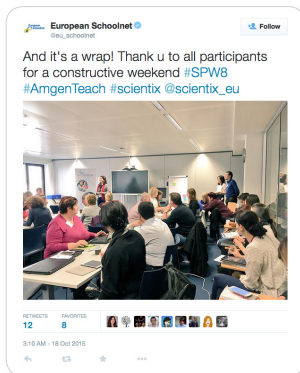 European Schoolnet
@eu_schoolnet
Follow
And it's a wrap! Thank u to all participants
for a constructive weekend #SPW8
#AmgenTeach #scientix @scientix_eu
RETWEETS FAVORITES
12 8
3:10 AM - 18 Oct 2015